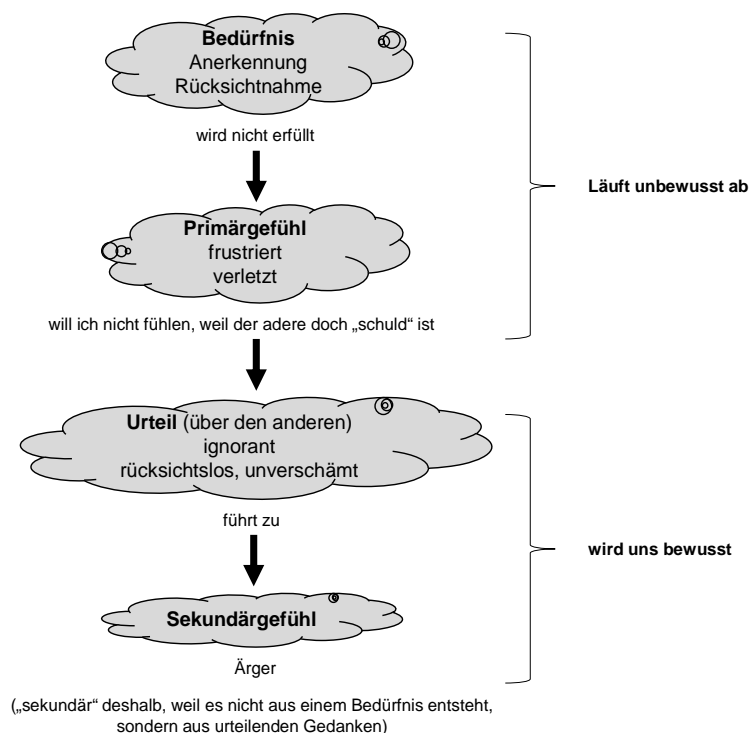 Bedürfnis
Anerkennung
Rücksichtnahme
wird nicht erfüllt
Läuft unbewusst ab
Primärgefühl
frustriert
verletzt
will ich nicht fühlen, weil der adere doch „schuld“ ist
Urteil (über den anderen)
ignorant
rücksichtslos, unverschämt
führt zu
wird uns bewusst
Sekundärgefühl
Ärger
(„sekundär“ deshalb, weil es nicht aus einem Bedürfnis entsteht,
sondern aus urteilenden Gedanken)